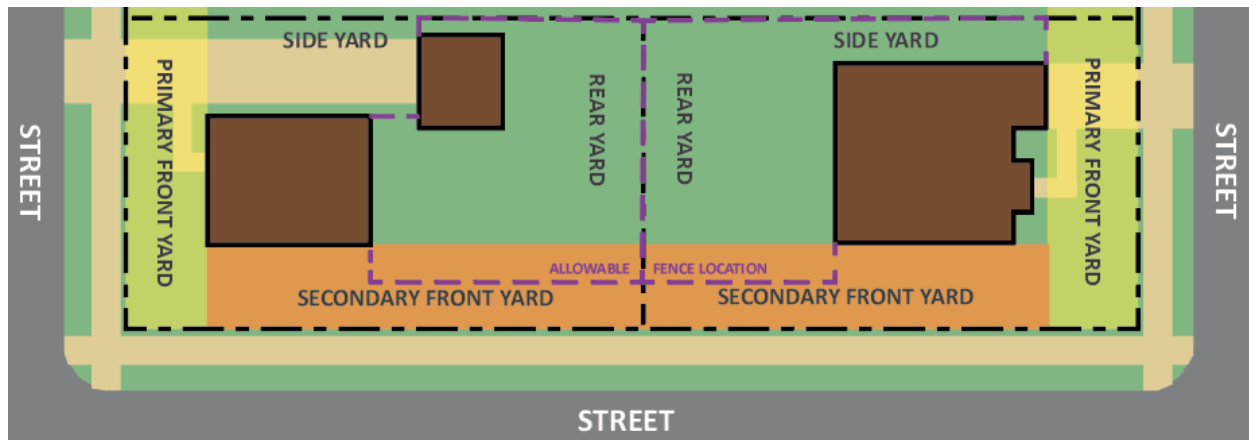 SIDE YARD
SIDE YARD
PRIMARY FRONT YARD
REAR YARD
REAR YARD
PRIMARY FRONT YARD
STREET
STREET
ALLOWABLE FENCE LOCATION
SECONDARY FRONT YARD
SECONDARY FRONT YARD
STREET